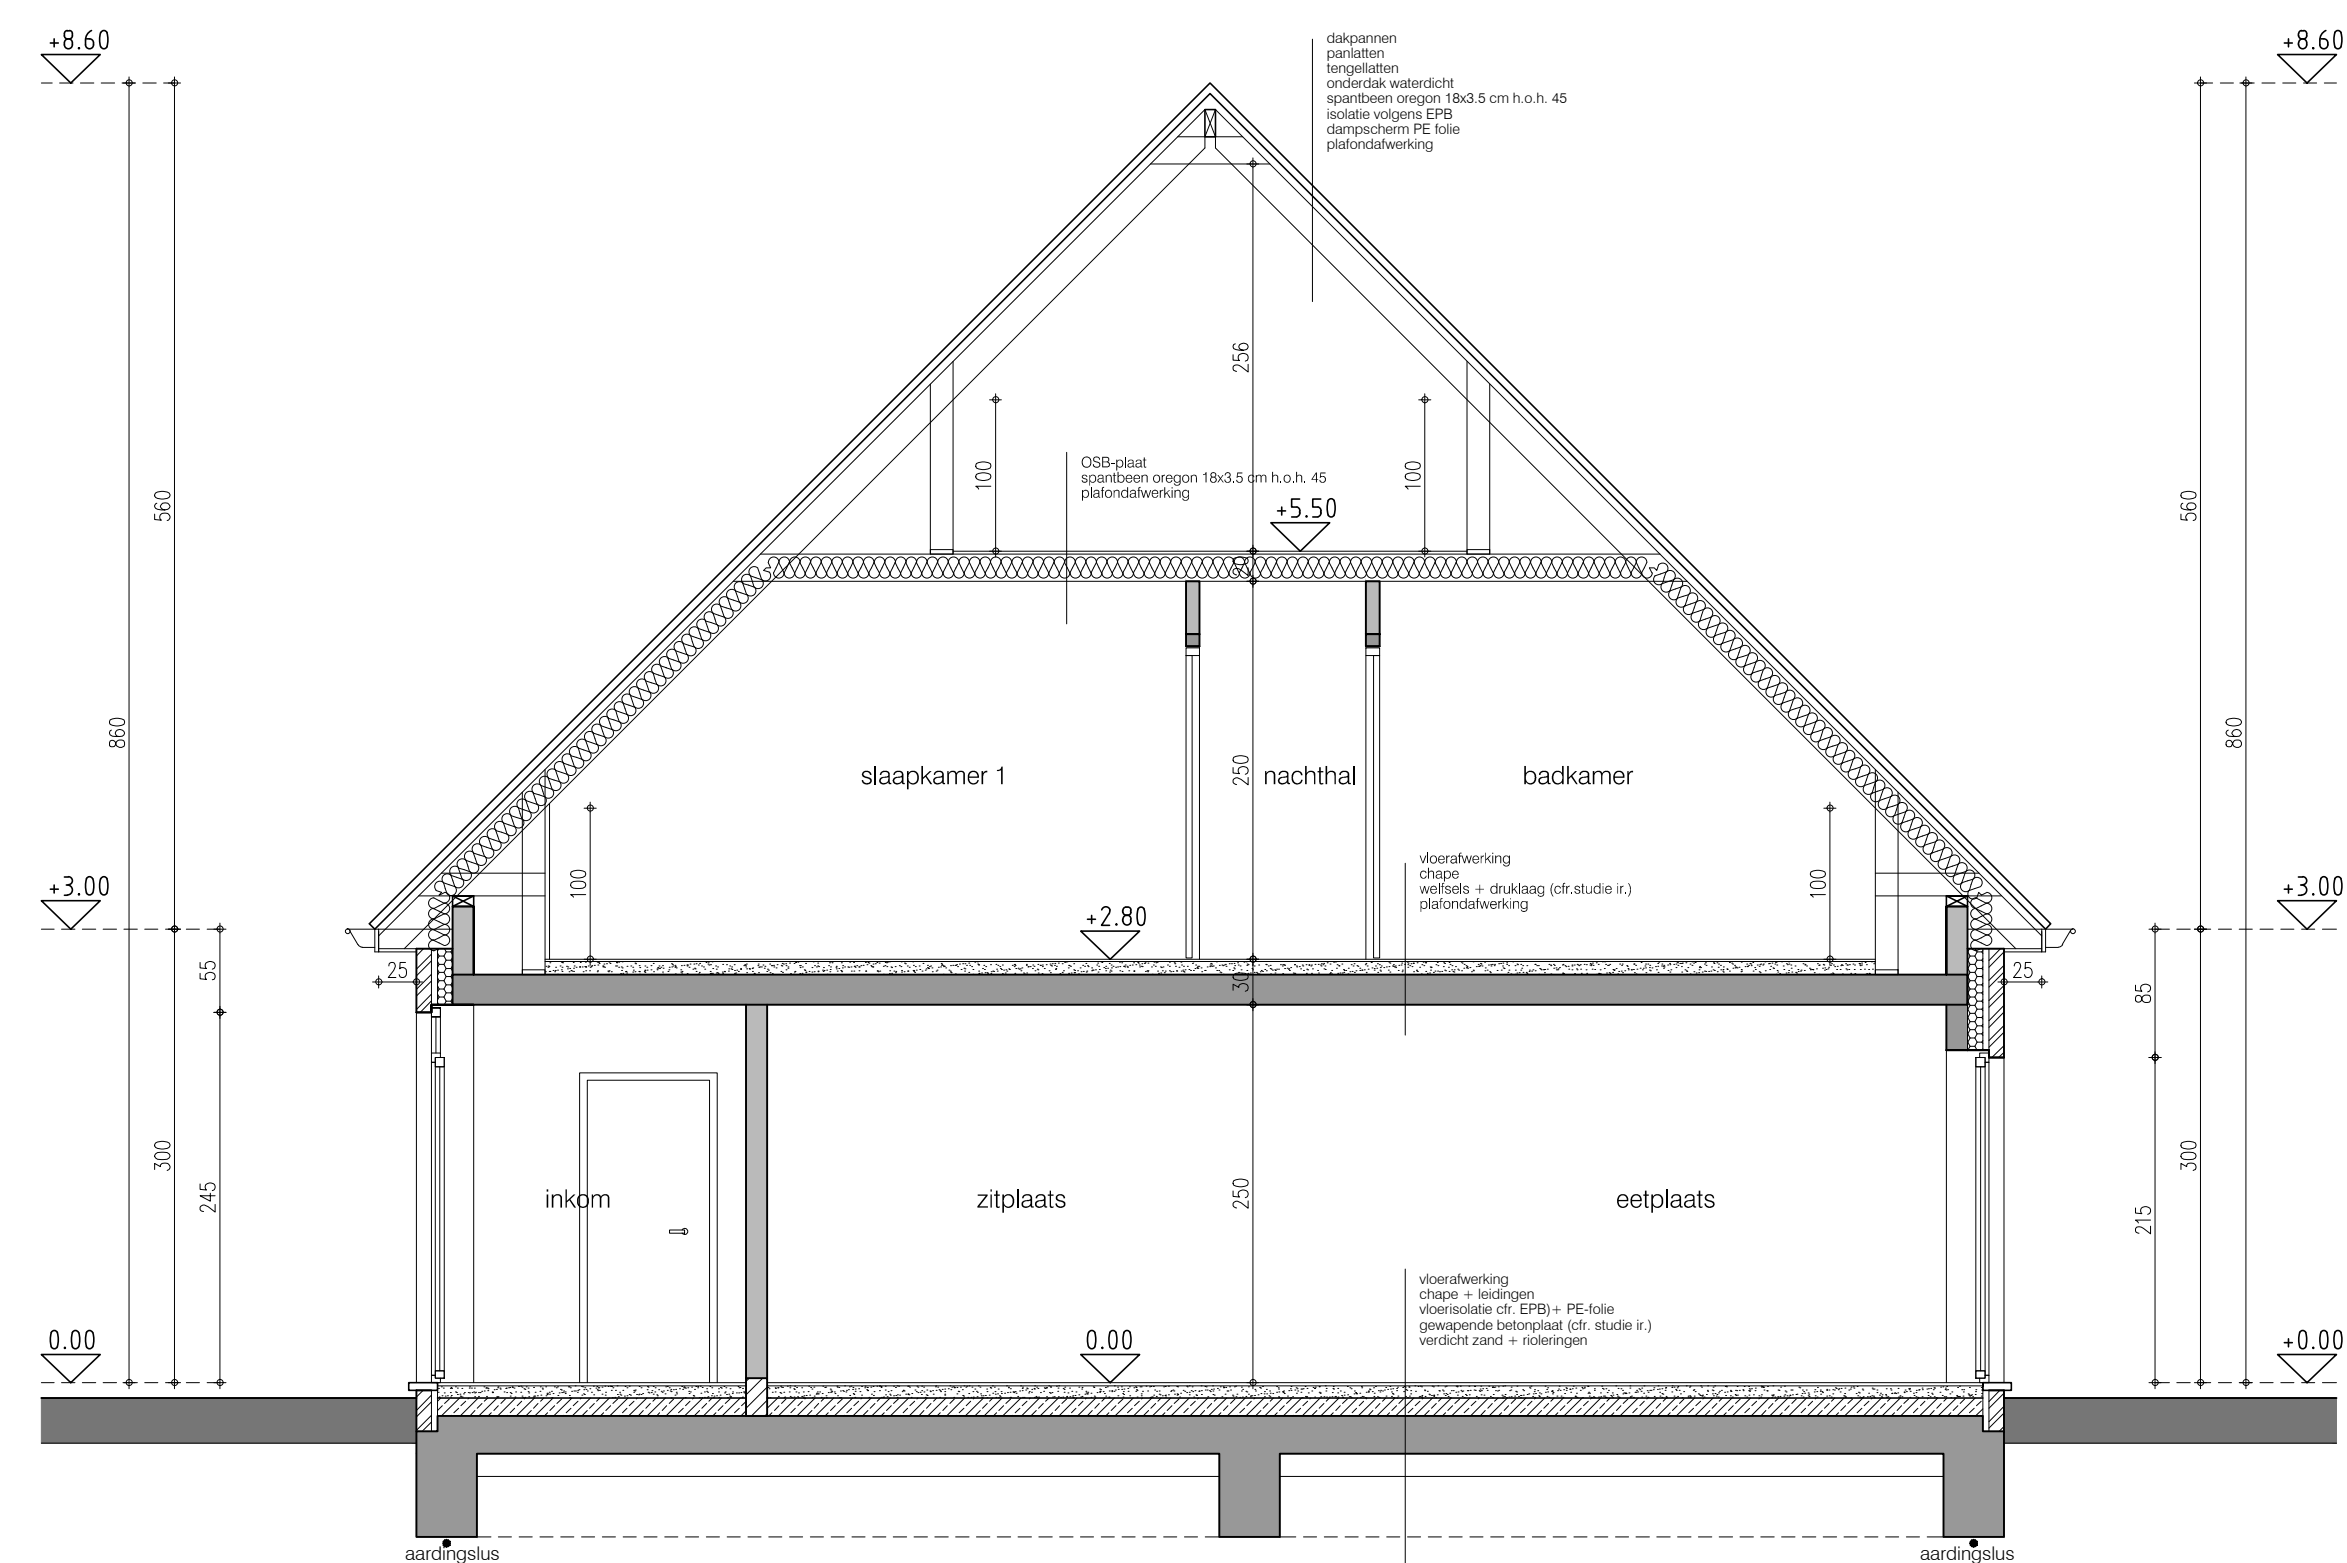 +8.60
+8.60
dakpannen
panlatten
tengellatten
onderdak waterdicht
spantbeen oregon 18x3.5 cm h.o.h. 45
isolatie volgens EPB
dampscherm PE folie
plafondafwerking
256
OSB-plaat
spantbeen oregon 18x3.5 cm h.o.h. 45
plafondafwerking
100
100
+5.50
560
560
20
860
860
slaapkamer 1
250
nachthal
badkamer
100
100
vloerafwerking
chape
welfsels + druklaag (cfr.studie ir.)
plafondafwerking
+3.00
+3.00
+2.80
55
25
30
25
85
300
245
inkom
zitplaats
250
eetplaats
215
300
vloerafwerking
chape + leidingen
vloerisolatie cfr. EPB)+ PE-folie
gewapende betonplaat (cfr. studie ir.)
verdicht zand + rioleringen
0.00
0.00
+0.00
aardingslus
aardingslus